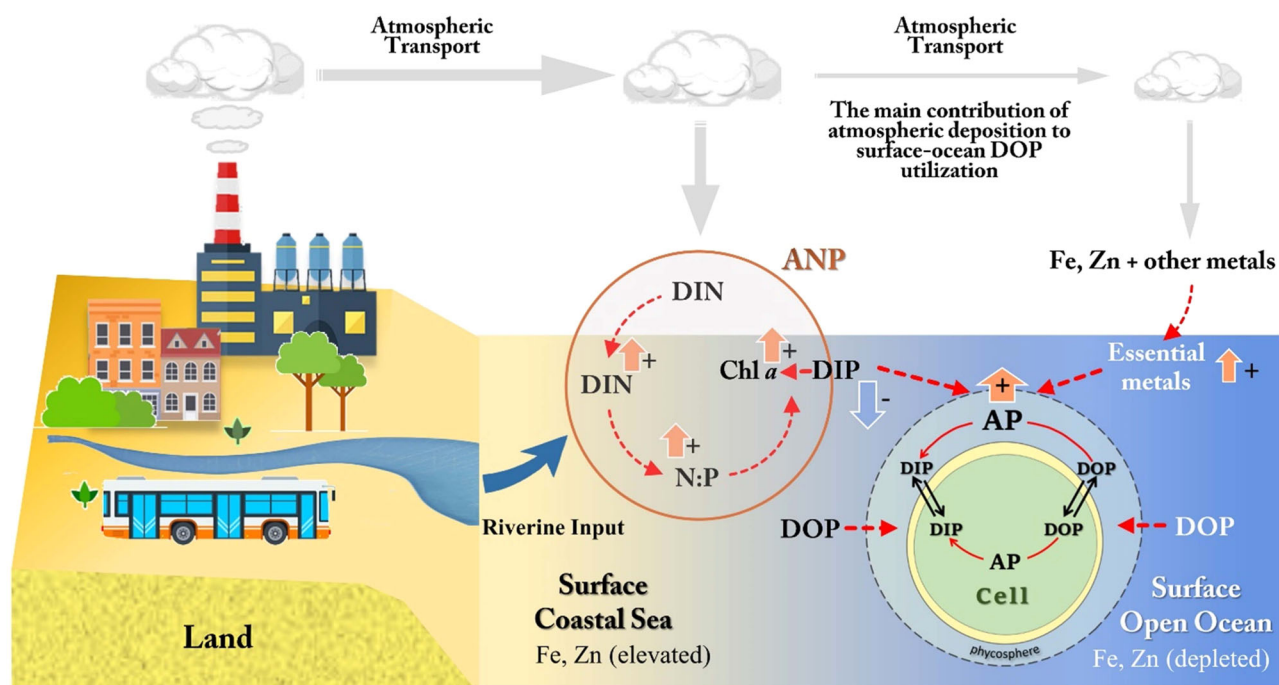 Atmospheric
Transport
Atmospheric
Transport
The main contribution of
atmospheric deposition to
surface-ocean DOP
utilization
ANP
Fe, Zn + other metals
DIN
DIN
+
N:P
+
Chl a
+
DIP
-
Essential
metals
+
+
AP
DIP
DOP
DIP
DOP
AP
Cell
phycosphere
DOP
DOP
Riverine Input
Land
Surface
Coastal Sea
Fe, Zn (elevated)
Surface
Open Ocean
Fe, Zn (depleted)